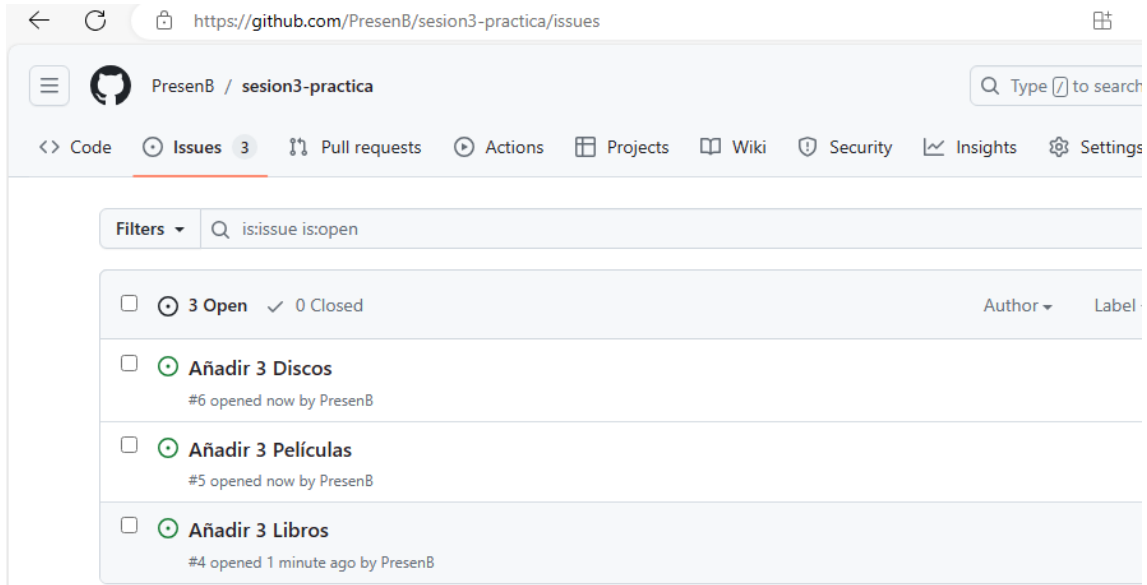 https://github.com/PresenB/sesion3-practica/issues
PresenB / sesion3-practica
Type / to search
Code Issues 3 Pull requests Actions Projects Wiki Security Insights Settings
Filters is:issue is:open
3 Open 0 Closed Author Label
Añadir 3 Discos
#6 opened now by PresenB
Añadir 3 Películas
#5 opened now by PresenB
Añadir 3 Libros
#4 opened 1 minute ago by PresenB